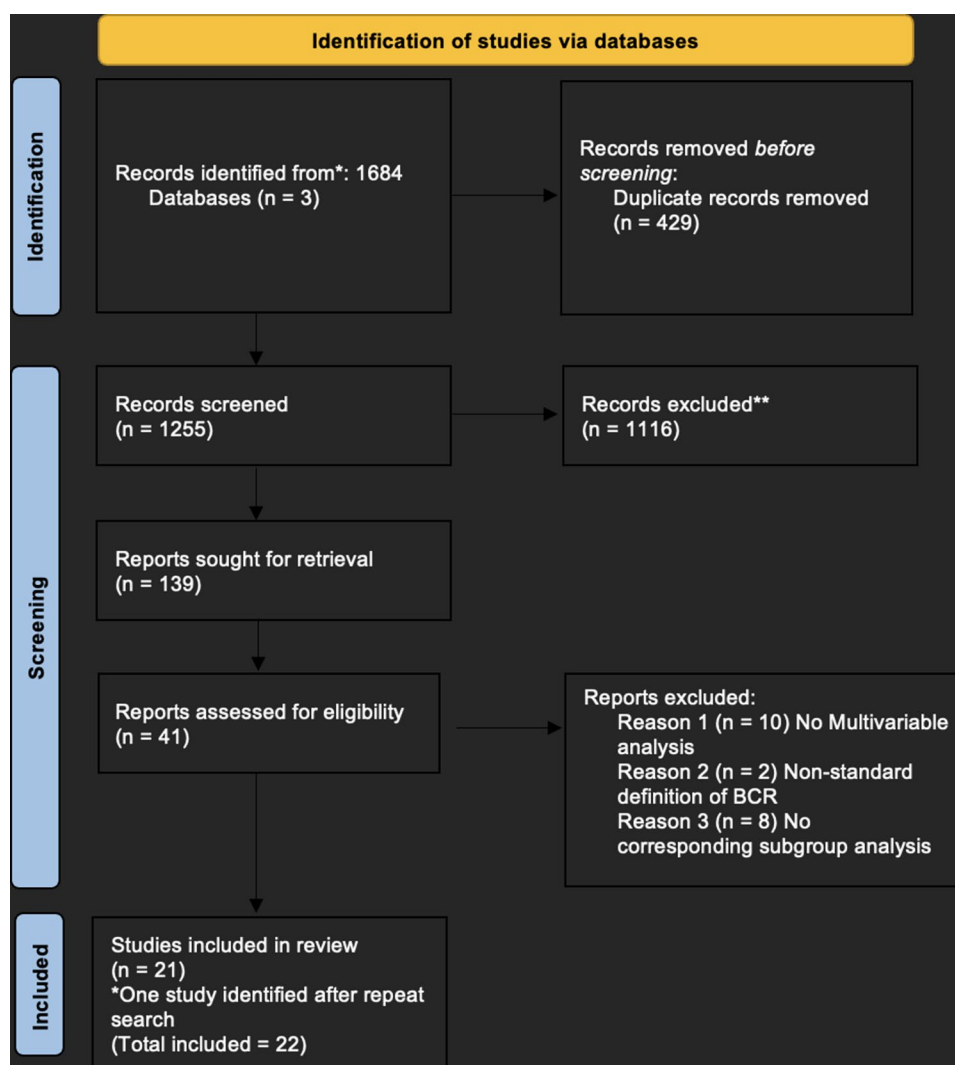 Identification of studies via databases
Identification
Records identified from*: 1684
Databases (n = 3)
Records removed before
screening:
Duplicate records removed
(n = 429)
Screening
Records screened
(n = 1255)
Records excluded**
(n = 1116)
Reports sought for retrieval
(n = 139)
Reports assessed for eligibility
(n = 41)
Reports excluded:
Reason 1 (n = 10) No Multivariable
analysis
Reason 2 (n = 2) Non-standard
definition of BCR
Reason 3 (n = 8) No
corresponding subgroup analysis
Included
Studies included in review
(n = 21)
*One study identified after repeat
search
(Total included = 22)